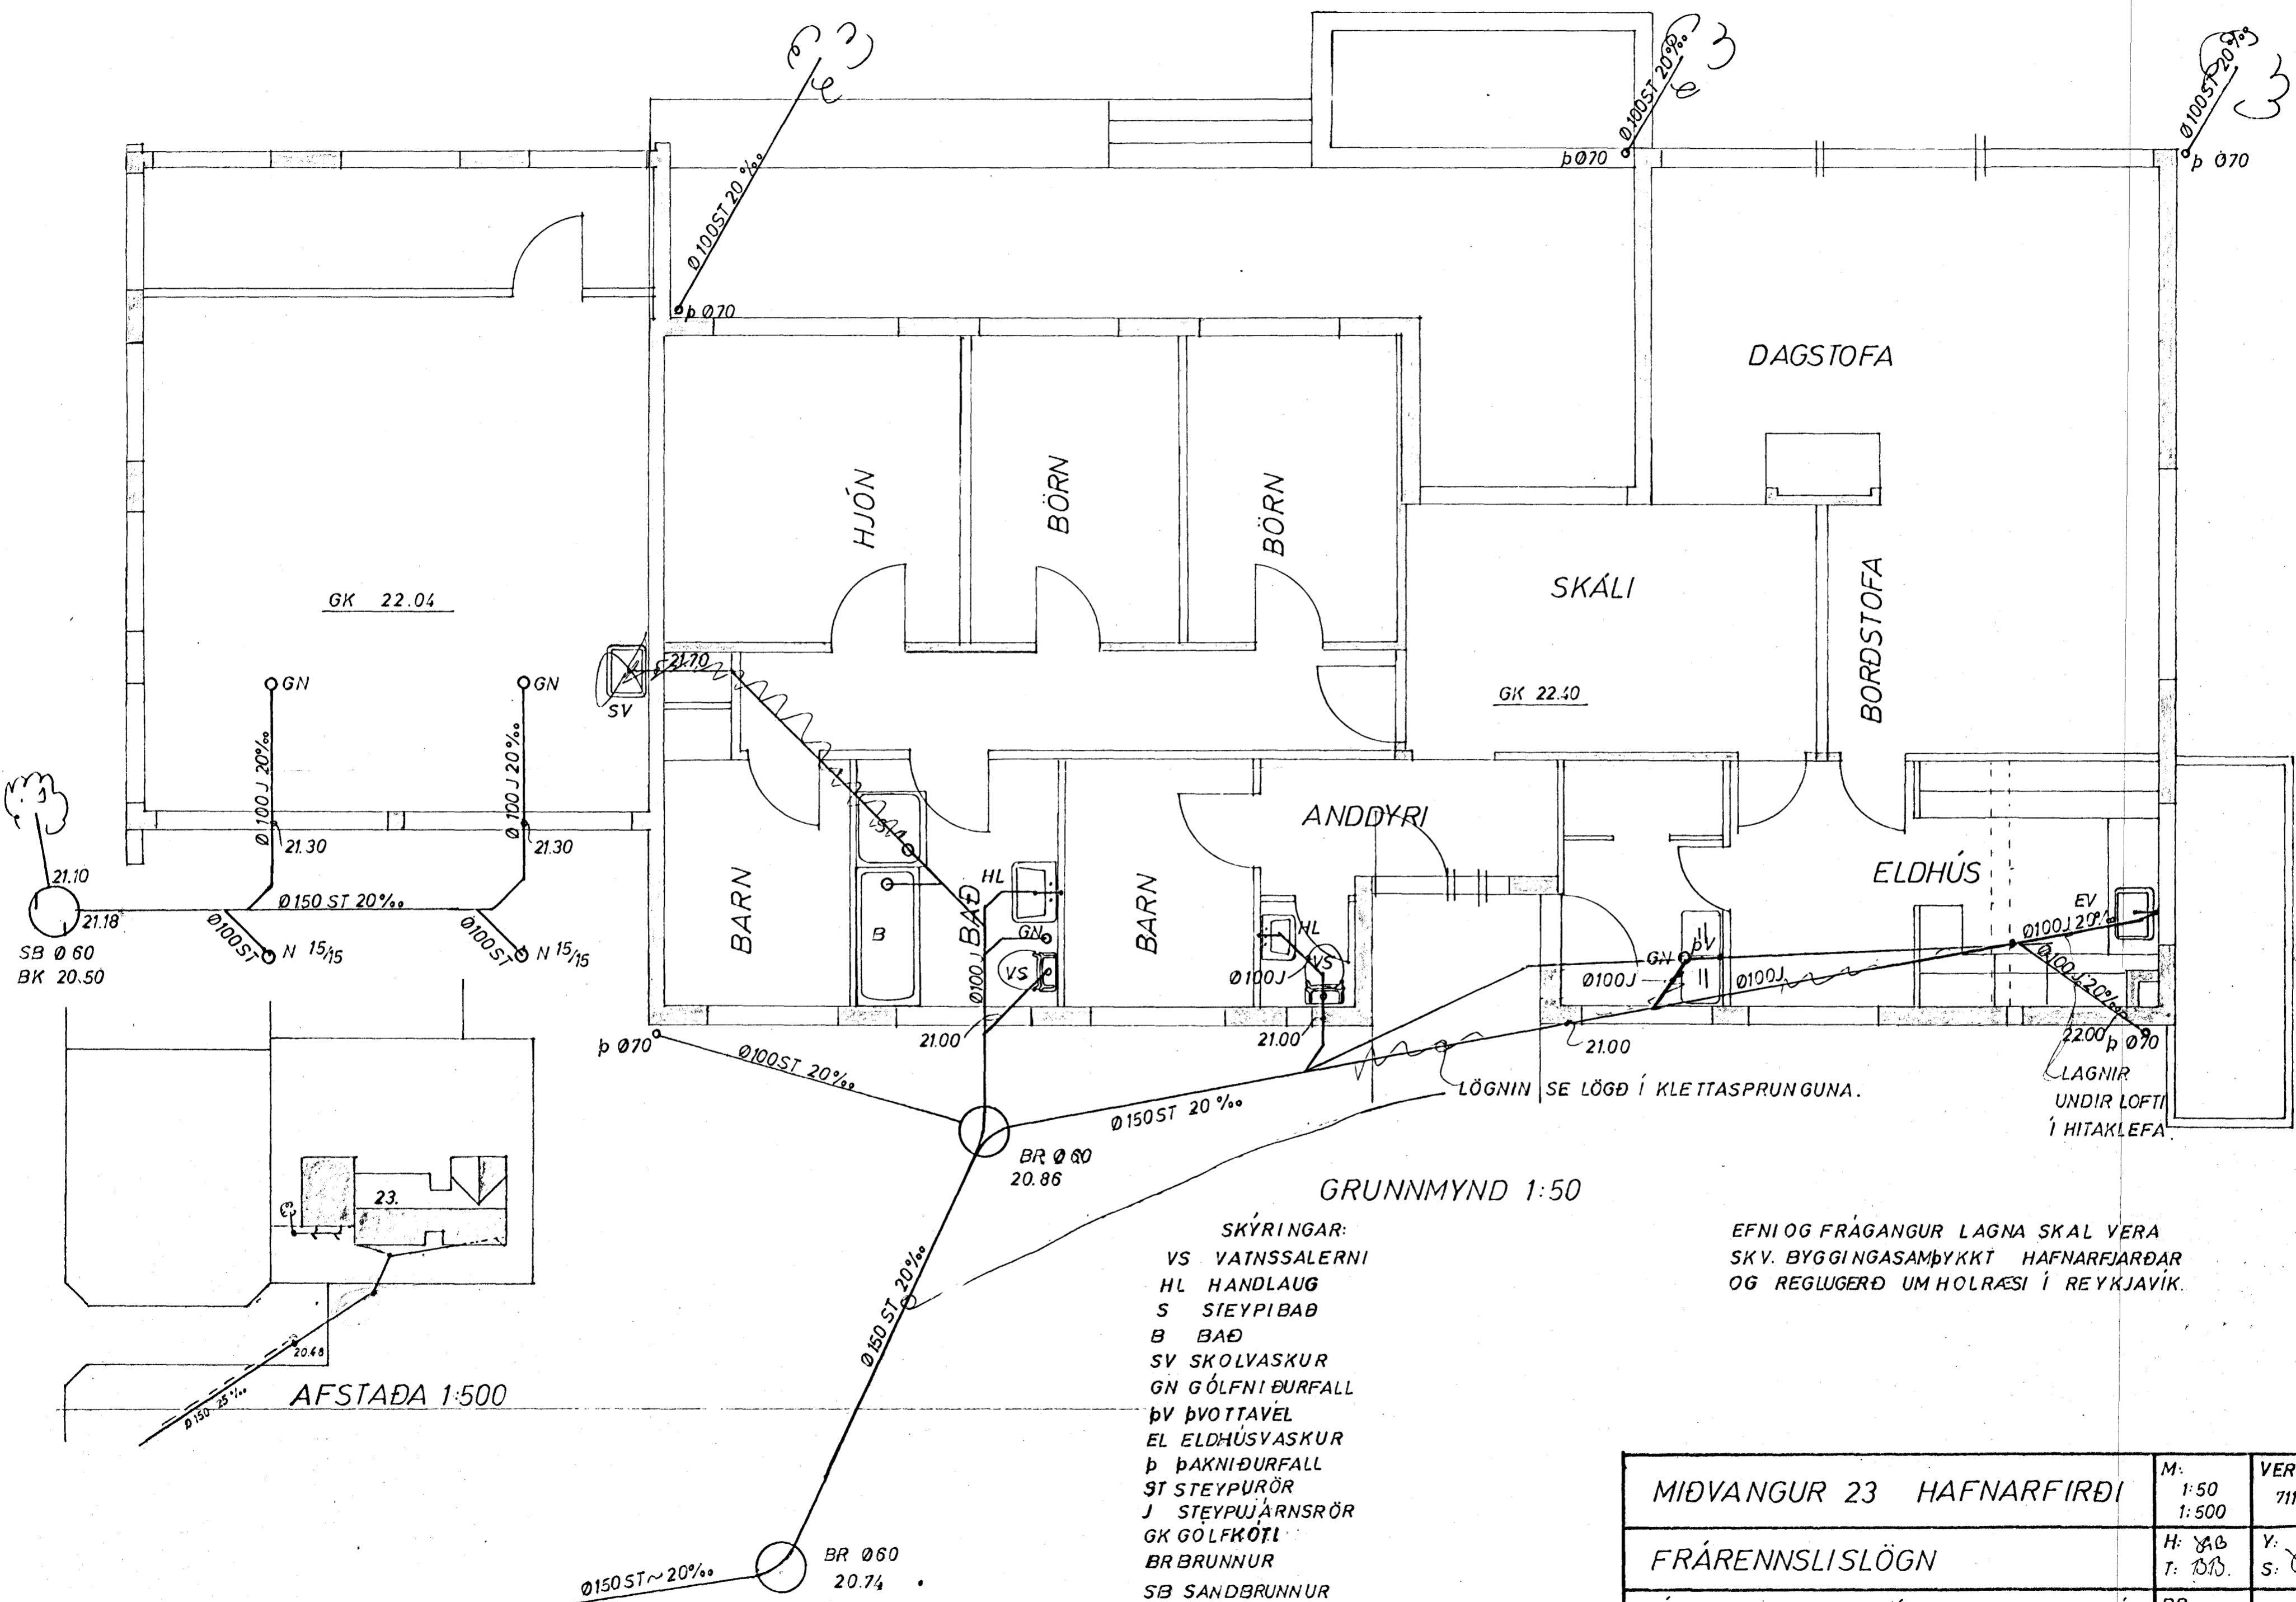 Ø100ST 20‰
Ø100ST 20‰
Ø100ST 20‰
þ Ø70
þ Ø70
þ Ø70
DAGSTOFA
HJÓN
BÖRN
BÖRN
SKÁLI
BORÐSTOFA
GK 22.04
GK 22.40
GN
GN
SV
21.70
Ø100J 20‰
Ø100J 20‰
21.30
21.30
21.10
21.18
SB Ø60
BK 20.50
Ø150 ST 20‰
Ø100ST
N 15/15
Ø100ST
N 15/15
BARN
B
BAÐ
HL
GN
VS
Ø100J
BARN
ANDDYRI
HL
VS
Ø100J
ELDHÚS
EV
Ø100J 20‰
GN
ÞV
Ø100J
Ø100J
Ø100J 20‰
22.00
þ Ø70
þ Ø70
21.00
21.00
21.00
Ø100ST 20‰
Ø150ST 20‰
LÖGNIN SE LÖGÐ Í KLETTASPRUNGUNA.
LAGNIR
UNDIR LOFTI
Í HITAKLEFA.
BR Ø60
20.86
GRUNNMYND 1:50
23.
20.48
Ø150 25‰
AFSTAÐA 1:500
Ø150 ST 20‰
BR Ø60
20.74
Ø150ST~20‰
SKÝRINGAR:
VS VATNSSALERNI
HL HANDLAUG
S STEYPIBAÐ
B BAÐ
SV SKOLVASKUR
GN GÓLFNIÐURFALL
ÞV ÞVOTTAVÉL
EL ELDHÚSVASKUR
Þ ÞAKNIÐURFALL
ST STEYPURÖR
J STEYPUJÁRNSRÖR
GK GÓLFKÓTI
BR BRUNNUR
SB SANDBRUNNUR
EFNI OG FRÁGANGUR LAGNA SKAL VERA
SKV. BYGGINGASAMÞYKKT HAFNARFJARÐAR
OG REGLUGERÐ UM HOLRÆSI Í REYKJAVÍK.
MIÐVANGUR 23 HAFNARFIRÐI
M:
1:50
1:500
VER
711
FRÁRENNSLISLÖGN
H:
T: B.B.
Y:
S: